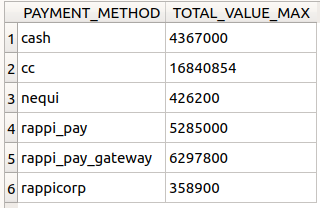 PAYMENT_METHOD TOTAL_VALUE_MAX
1 cash 4367000
2 cc 16840854
3 nequi 426200
4 rappi_pay 5285000
5 rappi_pay_gateway 6297800
6 rappicorp 358900